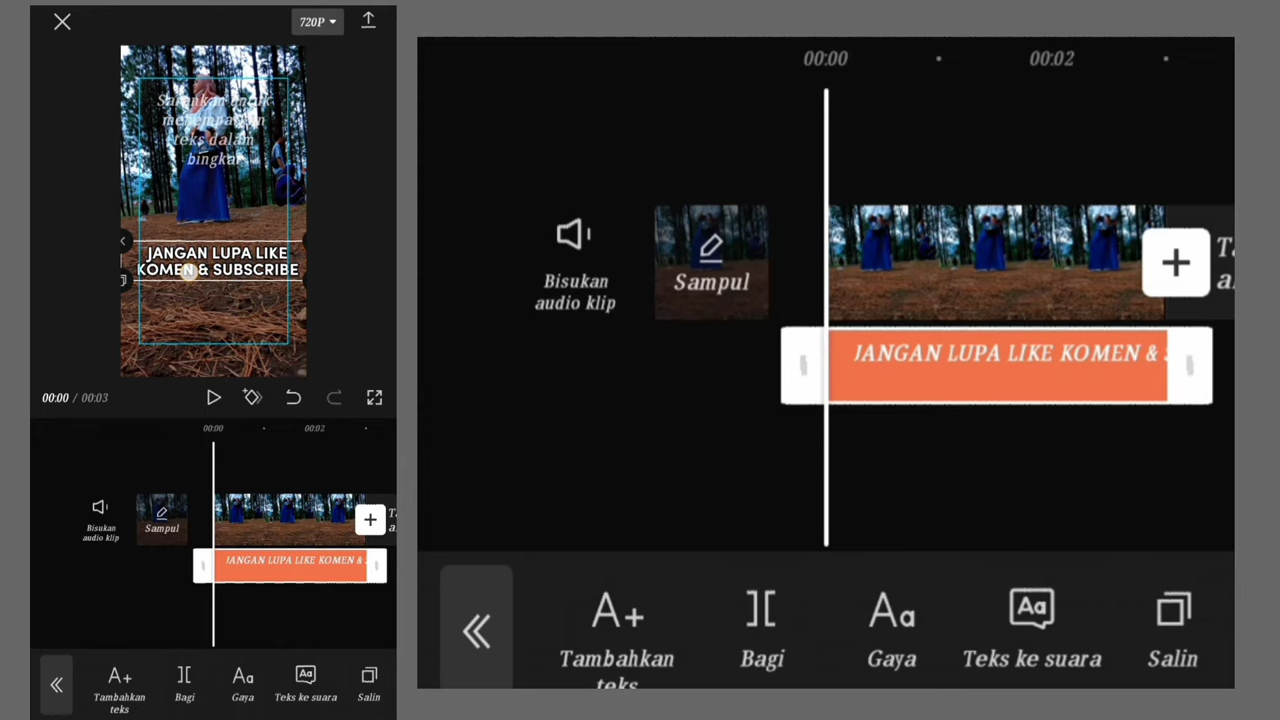 720P
Sarankan untuk
menempatkan
teks dalam
bingkai
JANGAN LUPA LIKE
KOMEN & SUBSCRIBE
00:00 / 00:03
00:00
00:02
Bisukan
audio klip
Sampul
JANGAN LUPA LIKE KOMEN &
Tambahkan
teks
Bagi
Gaya
Teks ke suara
Salin
00:00
00:02
Bisukan
audio klip
Sampul
JANGAN LUPA LIKE KOMEN &
Tambahkan
teks
Bagi
Gaya
Teks ke suara
Salin